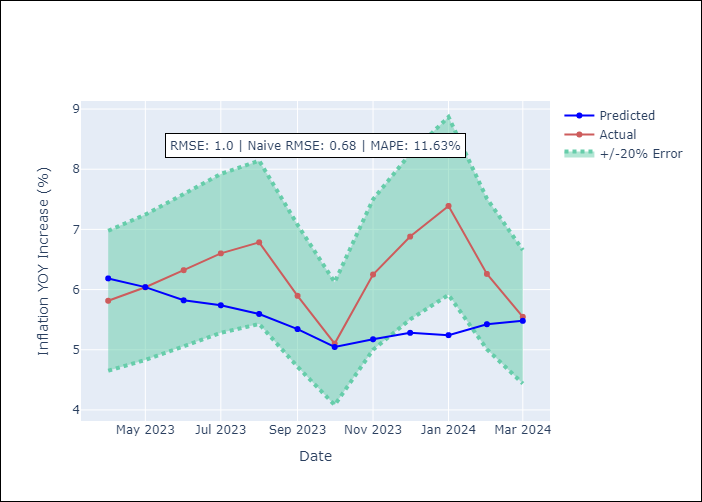 9
8
7
6
5
4
RMSE: 1.0 | Naive RMSE: 0.68 | MAPE: 11.63%
Predicted
Actual
+/-20% Error
Inflation YOY Increase (%)
May 2023
Jul 2023
Sep 2023
Nov 2023
Jan 2024
Mar 2024
Date